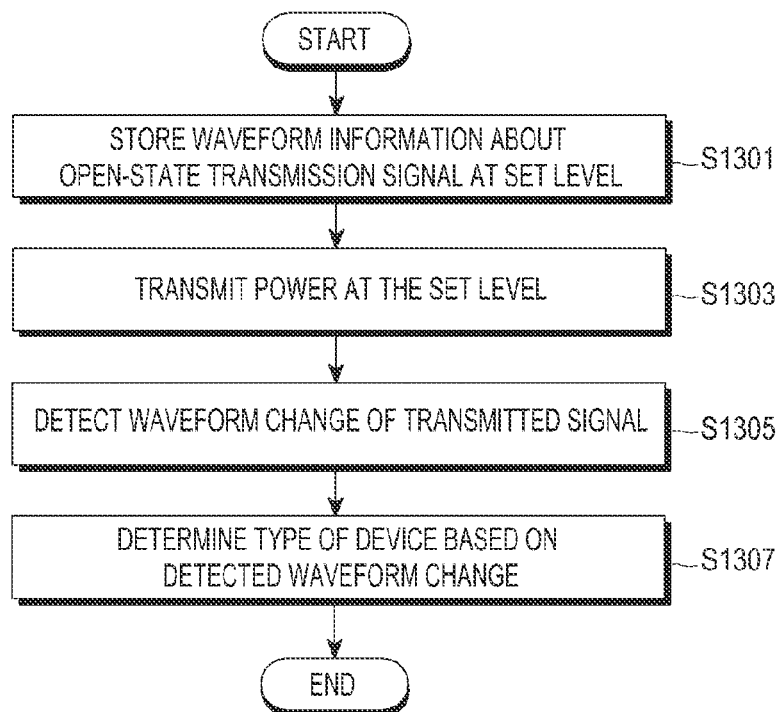 START
STORE WAVEFORM INFORMATION ABOUT
OPEN-STATE TRANSMISSION SIGNAL AT SET LEVEL
S1301
TRANSMIT POWER AT THE SET LEVEL
S1303
DETECT WAVEFORM CHANGE OF TRANSMITTED SIGNAL
S1305
DETERMINE TYPE OF DEVICE BASED ON
DETECTED WAVEFORM CHANGE
S1307
END